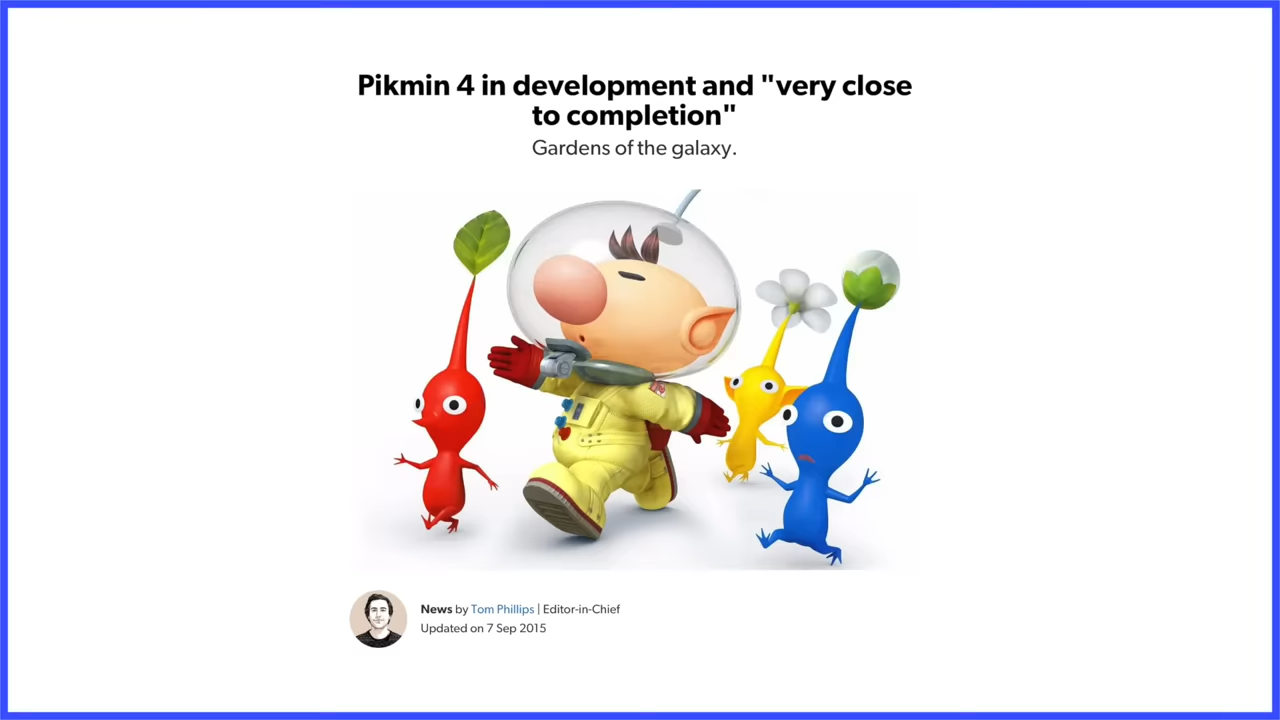 Pikmin 4 in development and "very close
to completion"
Gardens of the galaxy.
News by Tom Phillips | Editor-in-Chief
Updated on 7 Sep 2015